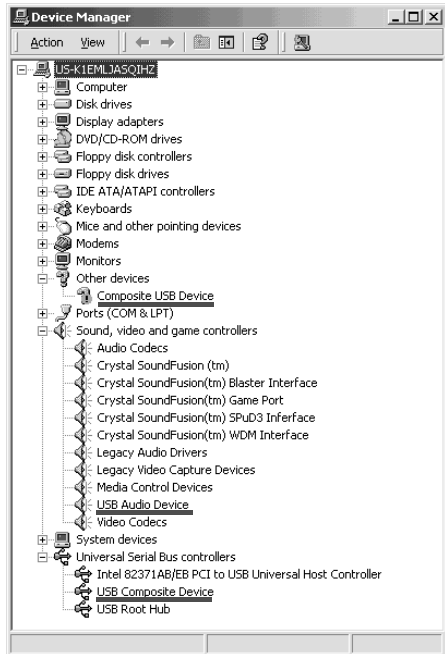 Device Manager
Action View
US-K1EMLJASQIHZ
Computer
Disk drives
Display adapters
DVD/CD-ROM drives
Floppy disk controllers
Floppy disk drives
IDE ATA/ATAPI controllers
Keyboards
Mice and other pointing devices
Modems
Monitors
Other devices
Composite USB Device
Ports (COM & LPT)
Sound, video and game controllers
Audio Codecs
Crystal SoundFusion (tm)
Crystal SoundFusion(tm) Blaster Interface
Crystal SoundFusion(tm) Game Port
Crystal SoundFusion(tm) SPuD3 Inferface
Crystal SoundFusion(tm) WDM Interface
Legacy Audio Drivers
Legacy Video Capture Devices
Media Control Devices
USB Audio Device
Video Codecs
System devices
Universal Serial Bus controllers
Intel 82371AB/EB PCI to USB Universal Host Controller
USB Composite Device
USB Root Hub